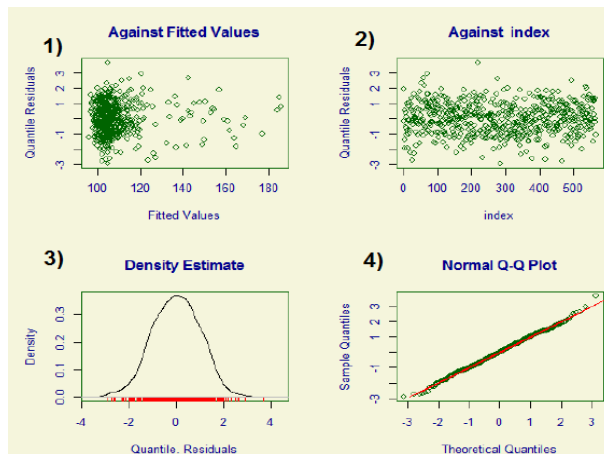 1)
Against Fitted Values
Quantile Residuals
3
2
1
-1
-3
100 120 140 160 180
Fitted Values
2)
Against index
Quantile Residuals
3
2
1
-1
-3
0 100 200 300 400 500
index
3)
Density Estimate
Density
0.3
0.2
0.1
0.0
-4 -2 0 2 4
Quantile. Residuals
4)
Normal Q-Q Plot
Sample Quantiles
3
2
1
-1
-3
-3 -2 -1 0 1 2 3
Theoretical Quantiles